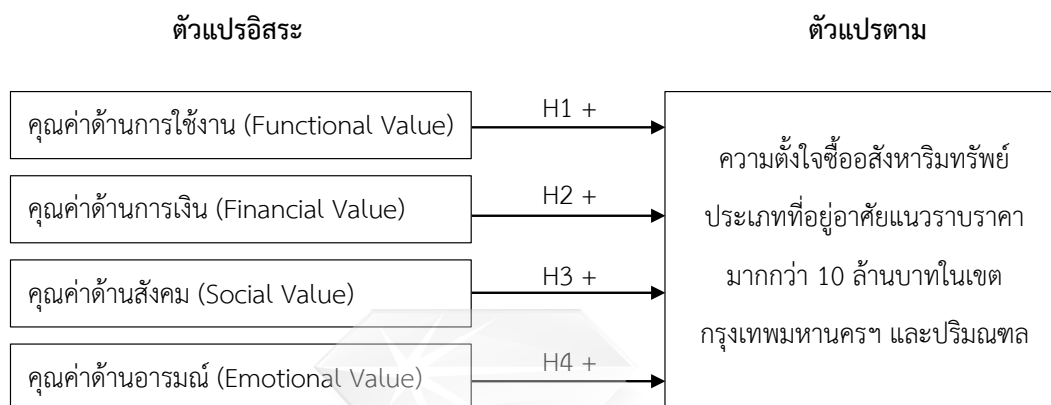 ตัวแปรอิสระ
ตัวแปรตาม
คุณค่าด้านการใช้งาน (Functional Value)
H1 +
คุณค่าด้านการเงิน (Financial Value)
H2 +
คุณค่าด้านสังคม (Social Value)
H3 +
คุณค่าด้านอารมณ์ (Emotional Value)
H4 +
ความตั้งใจซื้ออสังหาริมทรัพย์
ประเภทที่อยู่อาศัยแนวราบราคา
มากกว่า 10 ล้านบาทในเขต
กรุงเทพมหานครฯ และปริมณฑล